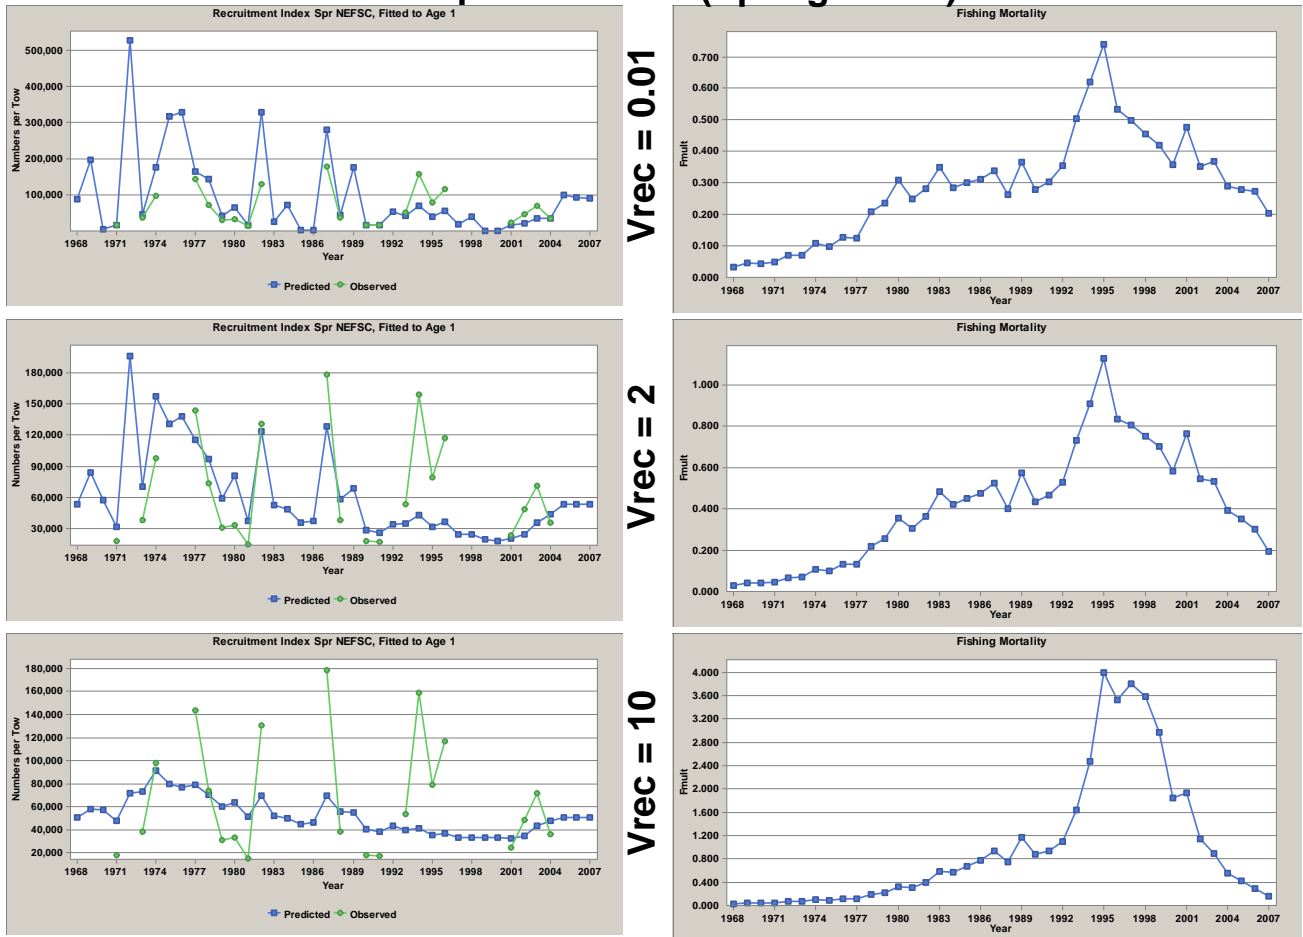 Recruitment Index Spr NEFSC, Fitted to Age 1
Numbers per Tow
500,000
400,000
300,000
200,000
100,000
1968 1971 1974 1977 1980 1983 1986 1989 1992 1995 1998 2001 2004 2007
Year
Predicted Observed
Vrec = 0.01
Fishing Mortality
Fmult
0.700
0.600
0.500
0.400
0.300
0.200
0.100
0.000
1968 1971 1974 1977 1980 1983 1986 1989 1992 1995 1998 2001 2004 2007
Year
Recruitment Index Spr NEFSC, Fitted to Age 1
Numbers per Tow
180,000
150,000
120,000
90,000
60,000
30,000
1968 1971 1974 1977 1980 1983 1986 1989 1992 1995 1998 2001 2004 2007
Year
Predicted Observed
Vrec = 2
Fishing Mortality
Fmult
1.000
0.800
0.600
0.400
0.200
0.000
1968 1971 1974 1977 1980 1983 1986 1989 1992 1995 1998 2001 2004 2007
Year
Recruitment Index Spr NEFSC, Fitted to Age 1
Numbers per Tow
180,000
160,000
140,000
120,000
100,000
80,000
60,000
40,000
20,000
1968 1971 1974 1977 1980 1983 1986 1989 1992 1995 1998 2001 2004 2007
Year
Predicted Observed
Vrec = 10
Fishing Mortality
Fmult
4.000
3.600
3.200
2.800
2.400
2.000
1.600
1.200
0.800
0.400
0.000
1968 1971 1974 1977 1980 1983 1986 1989 1992 1995 1998 2001 2004 2007
Year